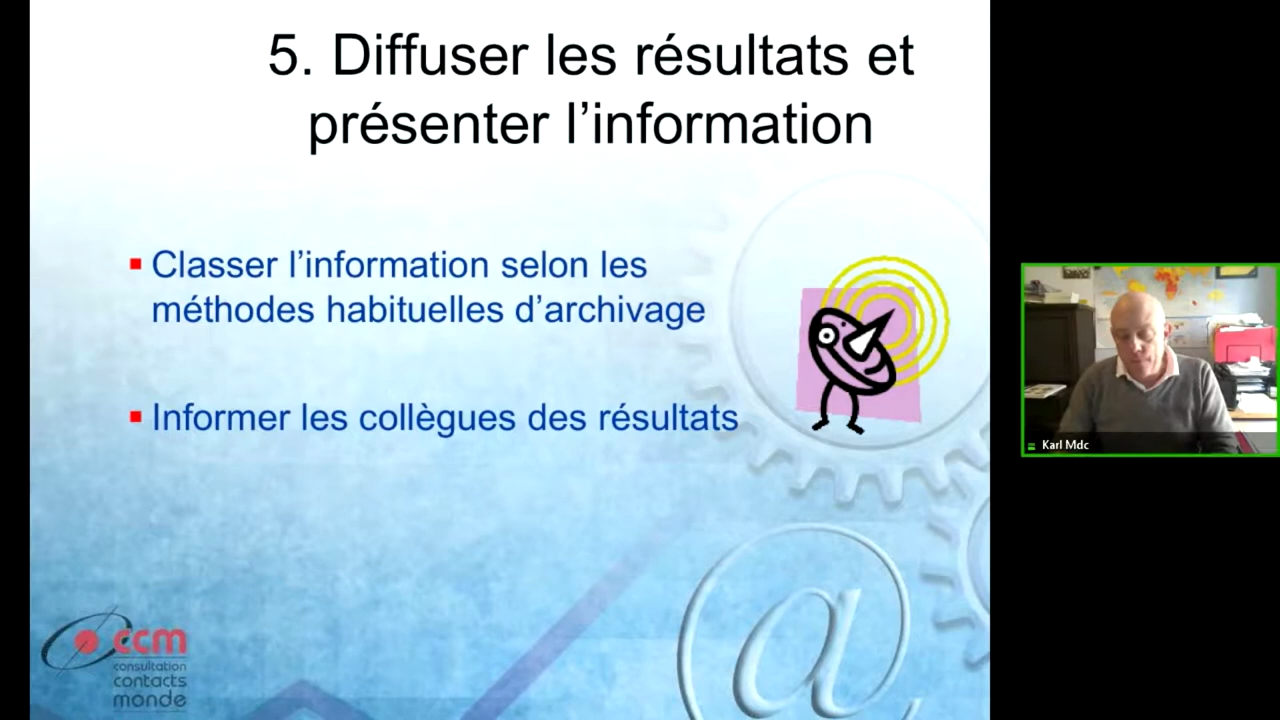 5. Diffuser les résultats et
présenter l’information
▪ Classer l’information selon les
méthodes habituelles d’archivage
▪ Informer les collègues des résultats
ccm
consultation
contacts
monde
Karl Mdc